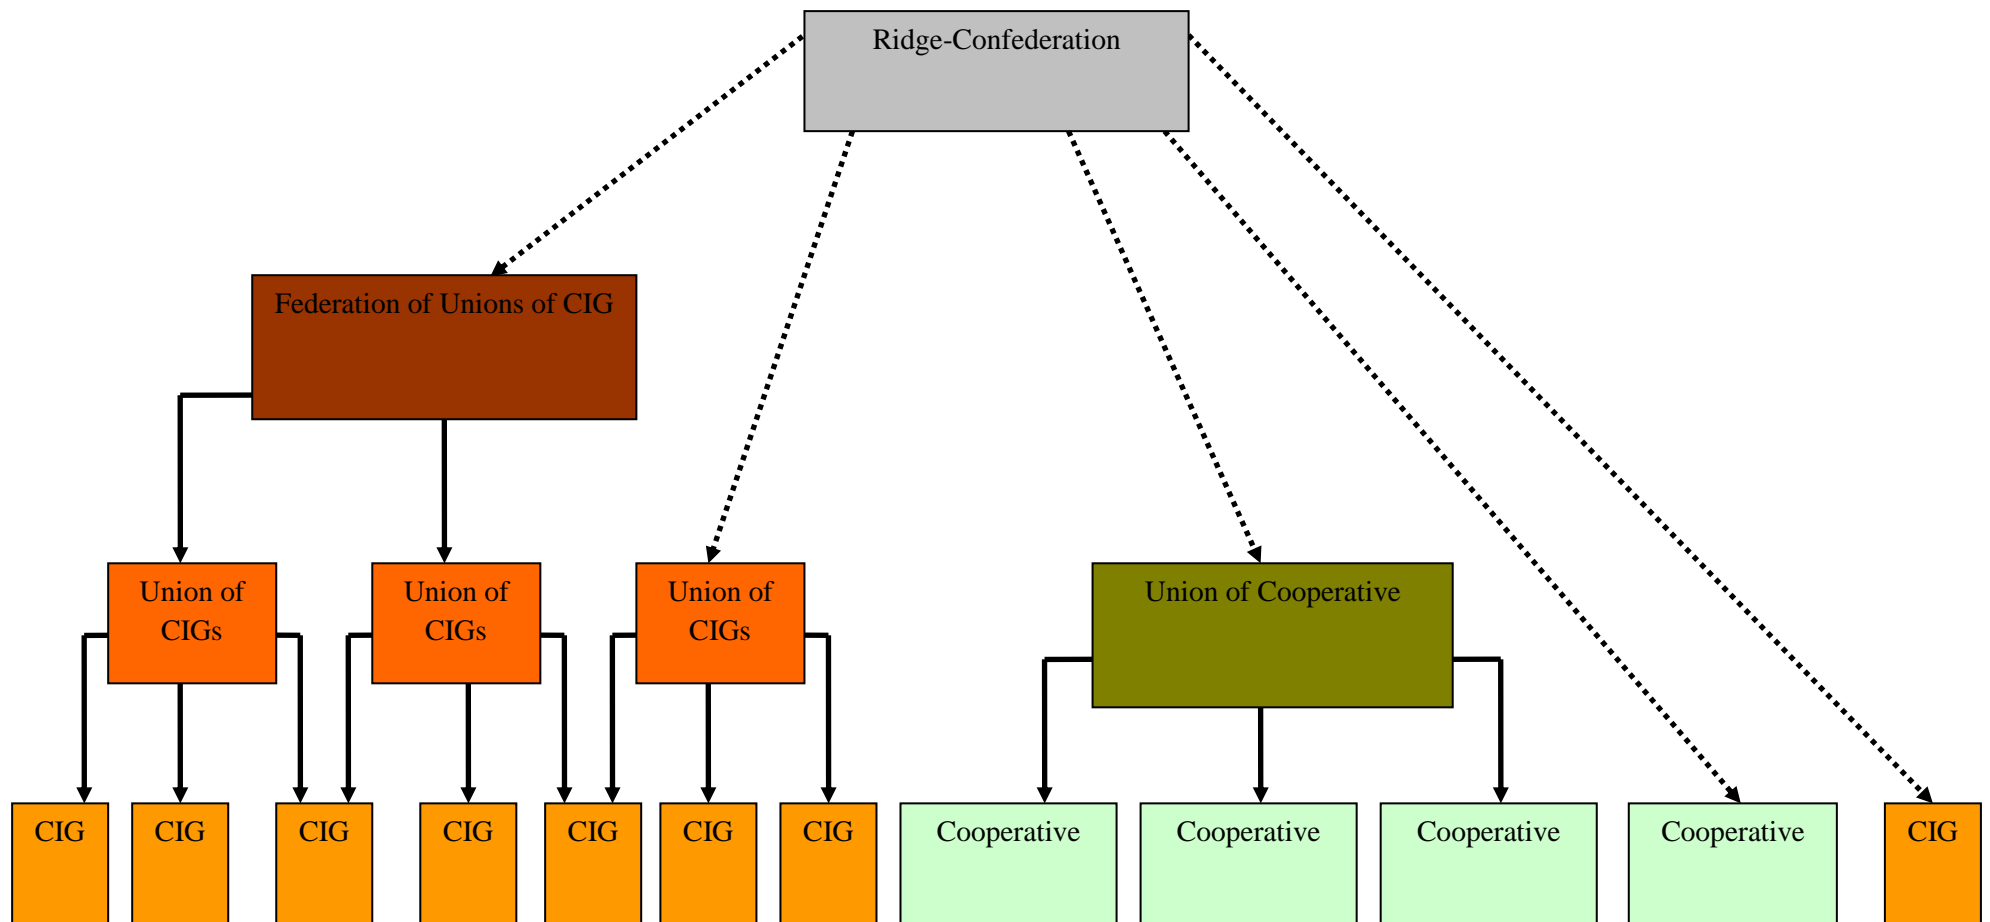 Ridge-Confederation
Federation of Unions of CIG
Union of
CIGs
Union of
CIGs
Union of
CIGs
Union of Cooperative
CIG
CIG
CIG
CIG
CIG
CIG
CIG
Cooperative
Cooperative
Cooperative
Cooperative
CIG